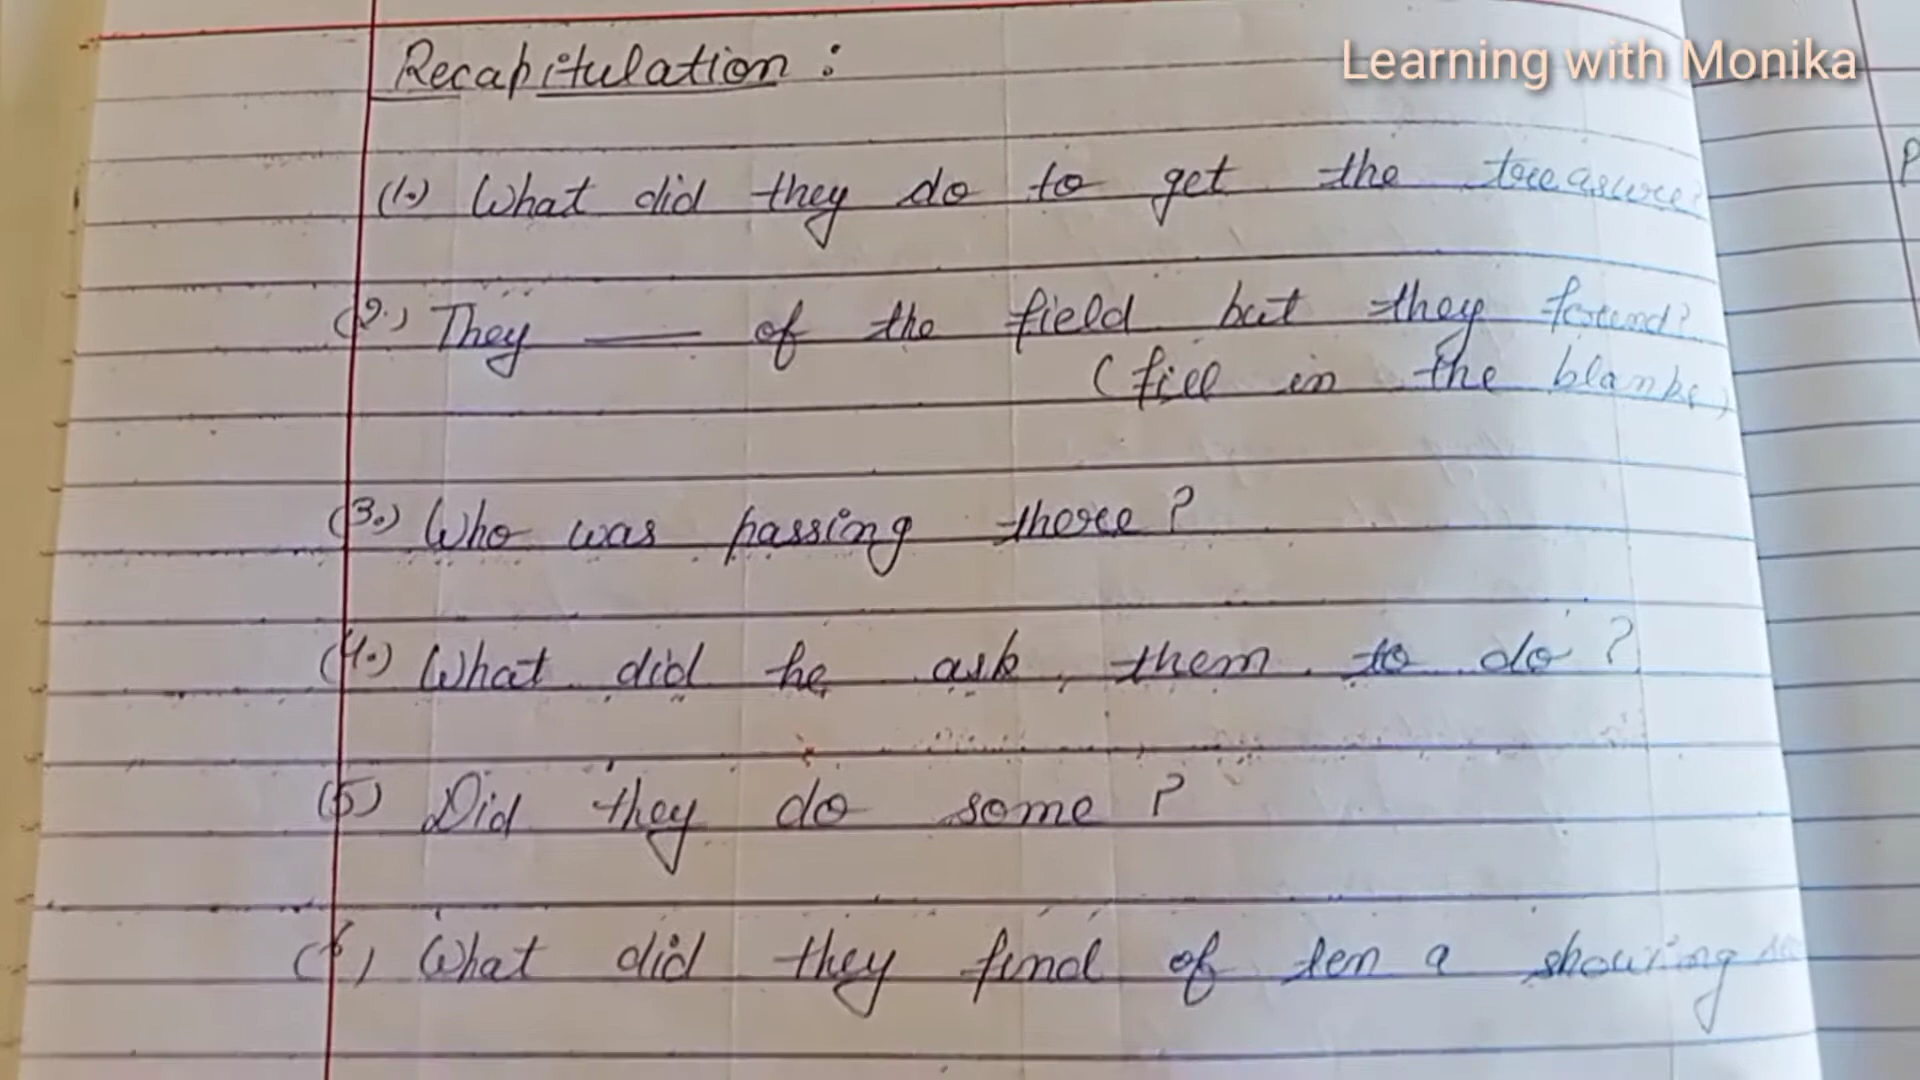 Learning with Monika
Recapitulation :
(1.) What did they do to get the treasure?
(2.) They —— of the field but they found?
(fill in the blanks)
(3.) Who was passing there?
(4.) What did he ask them to do?
(5) Did they do some?
(6) What did they find of ten a showing